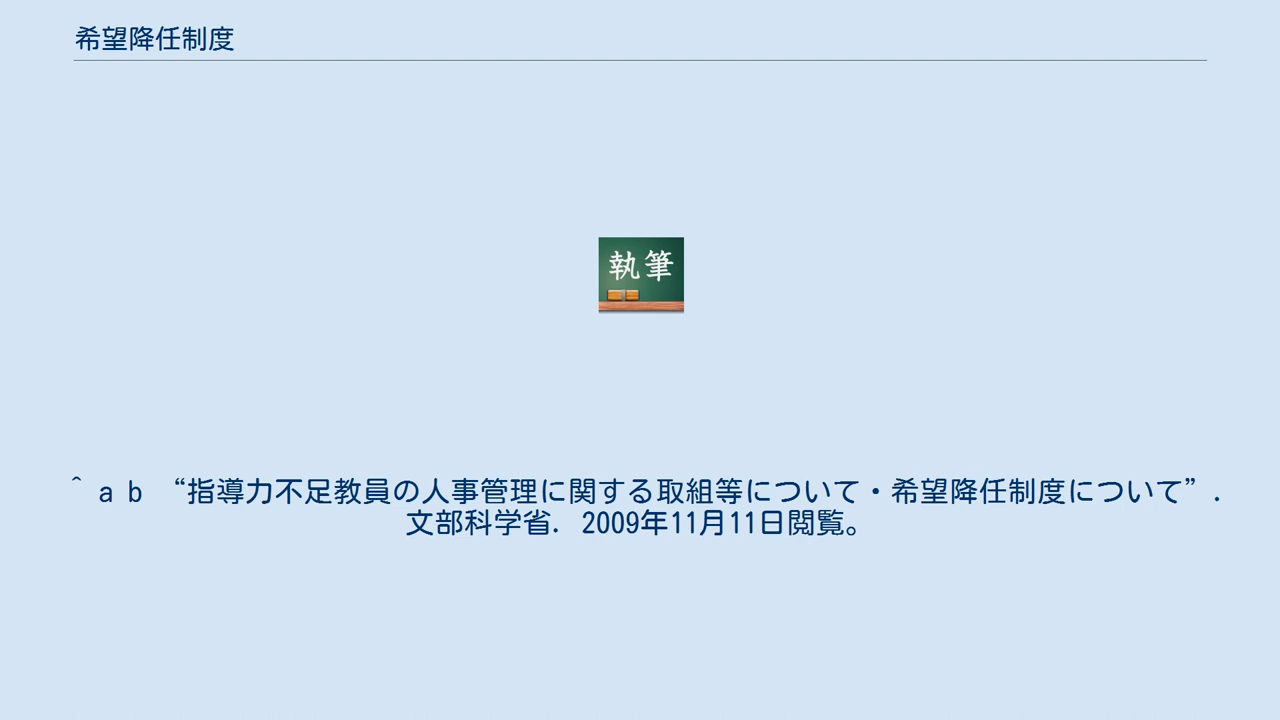 希望降任制度
執筆
^ a b “指導力不足教員の人事管理に関する取組等について・希望降任制度について”.
文部科学省. 2009年11月11日閲覧。